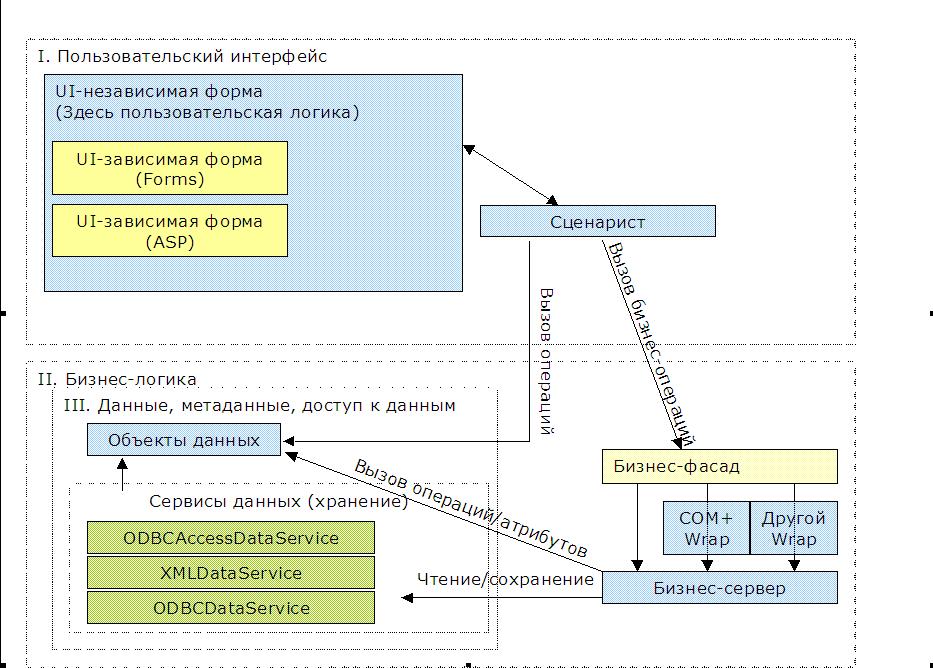 I. Пользовательский интерфейс
UI-независимая форма
(Здесь пользовательская логика)
UI-зависимая форма
(Forms)
UI-зависимая форма
(ASP)
Сценарист
Вызов операций
Вызов бизнес-операций
II. Бизнес-логика
III. Данные, метаданные, доступ к данным
Объекты данных
Бизнес-фасад
Вызов операций/атрибутов
Сервисы данных (хранение)
COM+
Wrap
Другой
Wrap
ODBCAccessDataService
XMLDataService
Чтение/сохранение
Бизнес-сервер
ODBCDataService